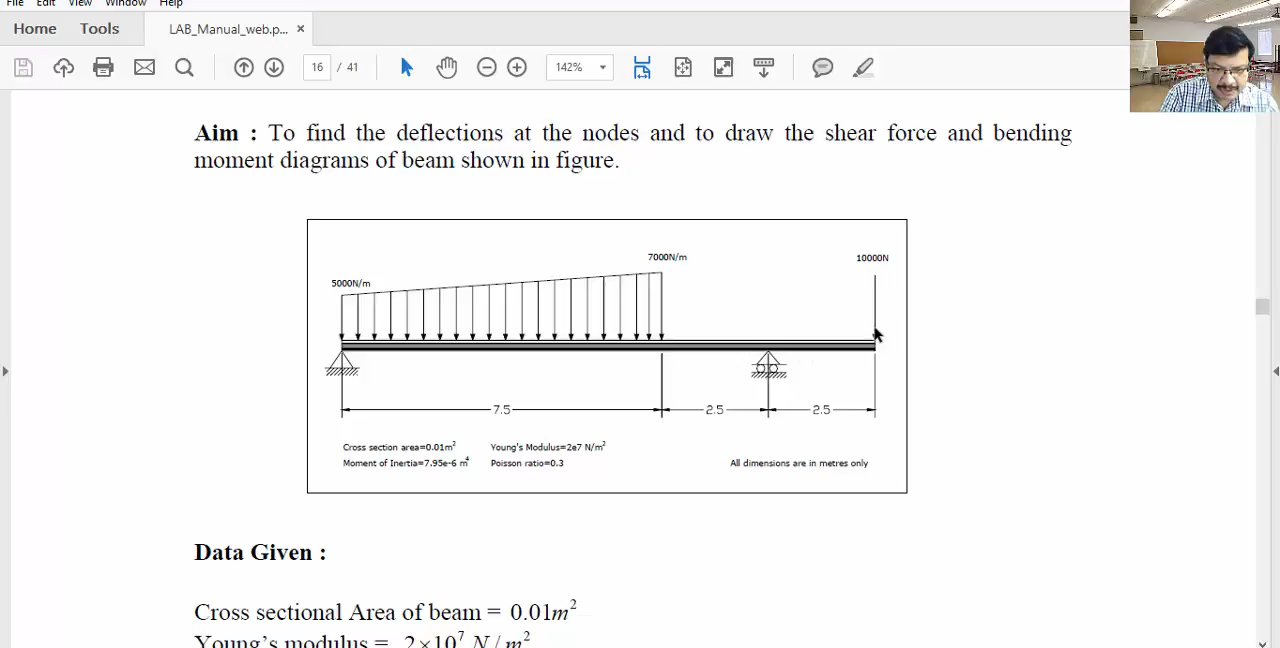 File Edit View Window Help
Home Tools LAB_Manual_web.p... ×
16 / 41 142%
Aim : To find the deflections at the nodes and to draw the shear force and bending
moment diagrams of beam shown in figure.
7000N/m 10000N
5000N/m
7.5 2.5 2.5
Cross section area=0.01m² Young's Modulus=2e7 N/m²
Moment of Inertia=7.95e-6 m⁴ Poisson ratio=0.3 All dimensions are in metres only
Data Given :
Cross sectional Area of beam = 0.01m²
Young's modulus = 2×10⁷ N/m²